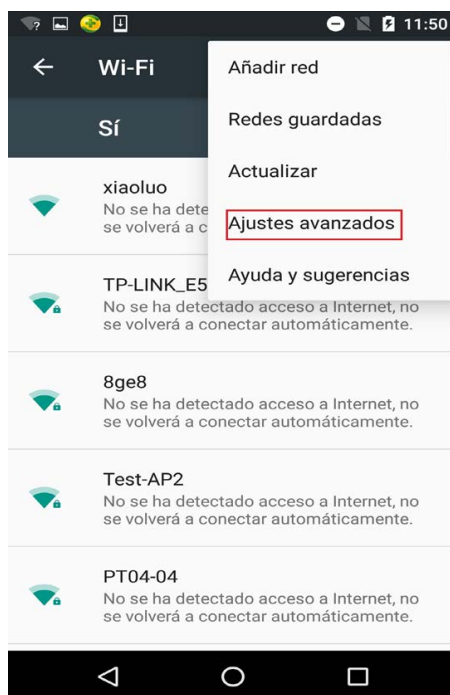 11:50
Wi-Fi
Añadir red
Sí
Redes guardadas
Actualizar
Ajustes avanzados
Ayuda y sugerencias
xiaoluo
No se ha dete
se volverá a c
TP-LINK_E5
No se ha detectado acceso a Internet, no
se volverá a conectar automáticamente.
8ge8
No se ha detectado acceso a Internet, no
se volverá a conectar automáticamente.
Test-AP2
No se ha detectado acceso a Internet, no
se volverá a conectar automáticamente.
PT04-04
No se ha detectado acceso a Internet, no
se volverá a conectar automáticamente.